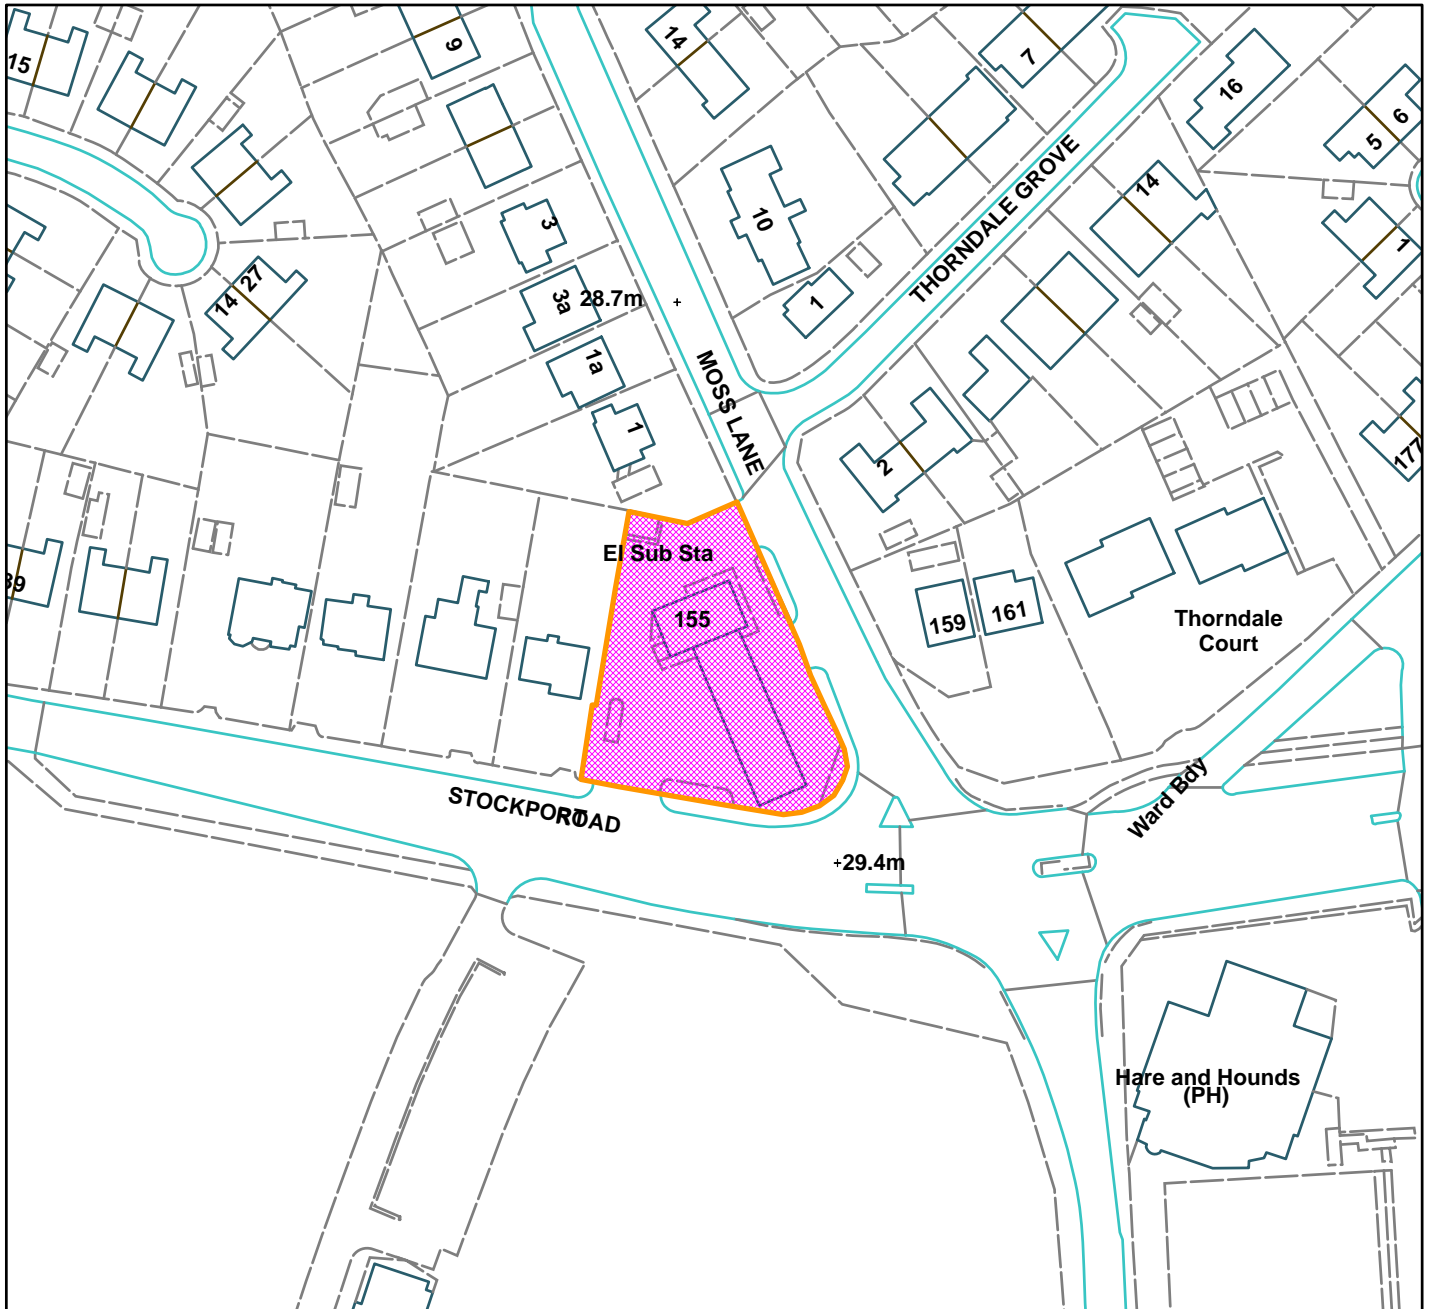 15
9
14
7
16
5
6
14
1
10
3
3a
28.7m
1
THORNDALE GROVE
27
14
1a
MOSS LANE
1
2
177
El Sub Sta
155
159
161
Thorndale
Court
39
STOCKPORT
ROAD
Ward Bdy
29.4m
Hare and Hounds
(PH)